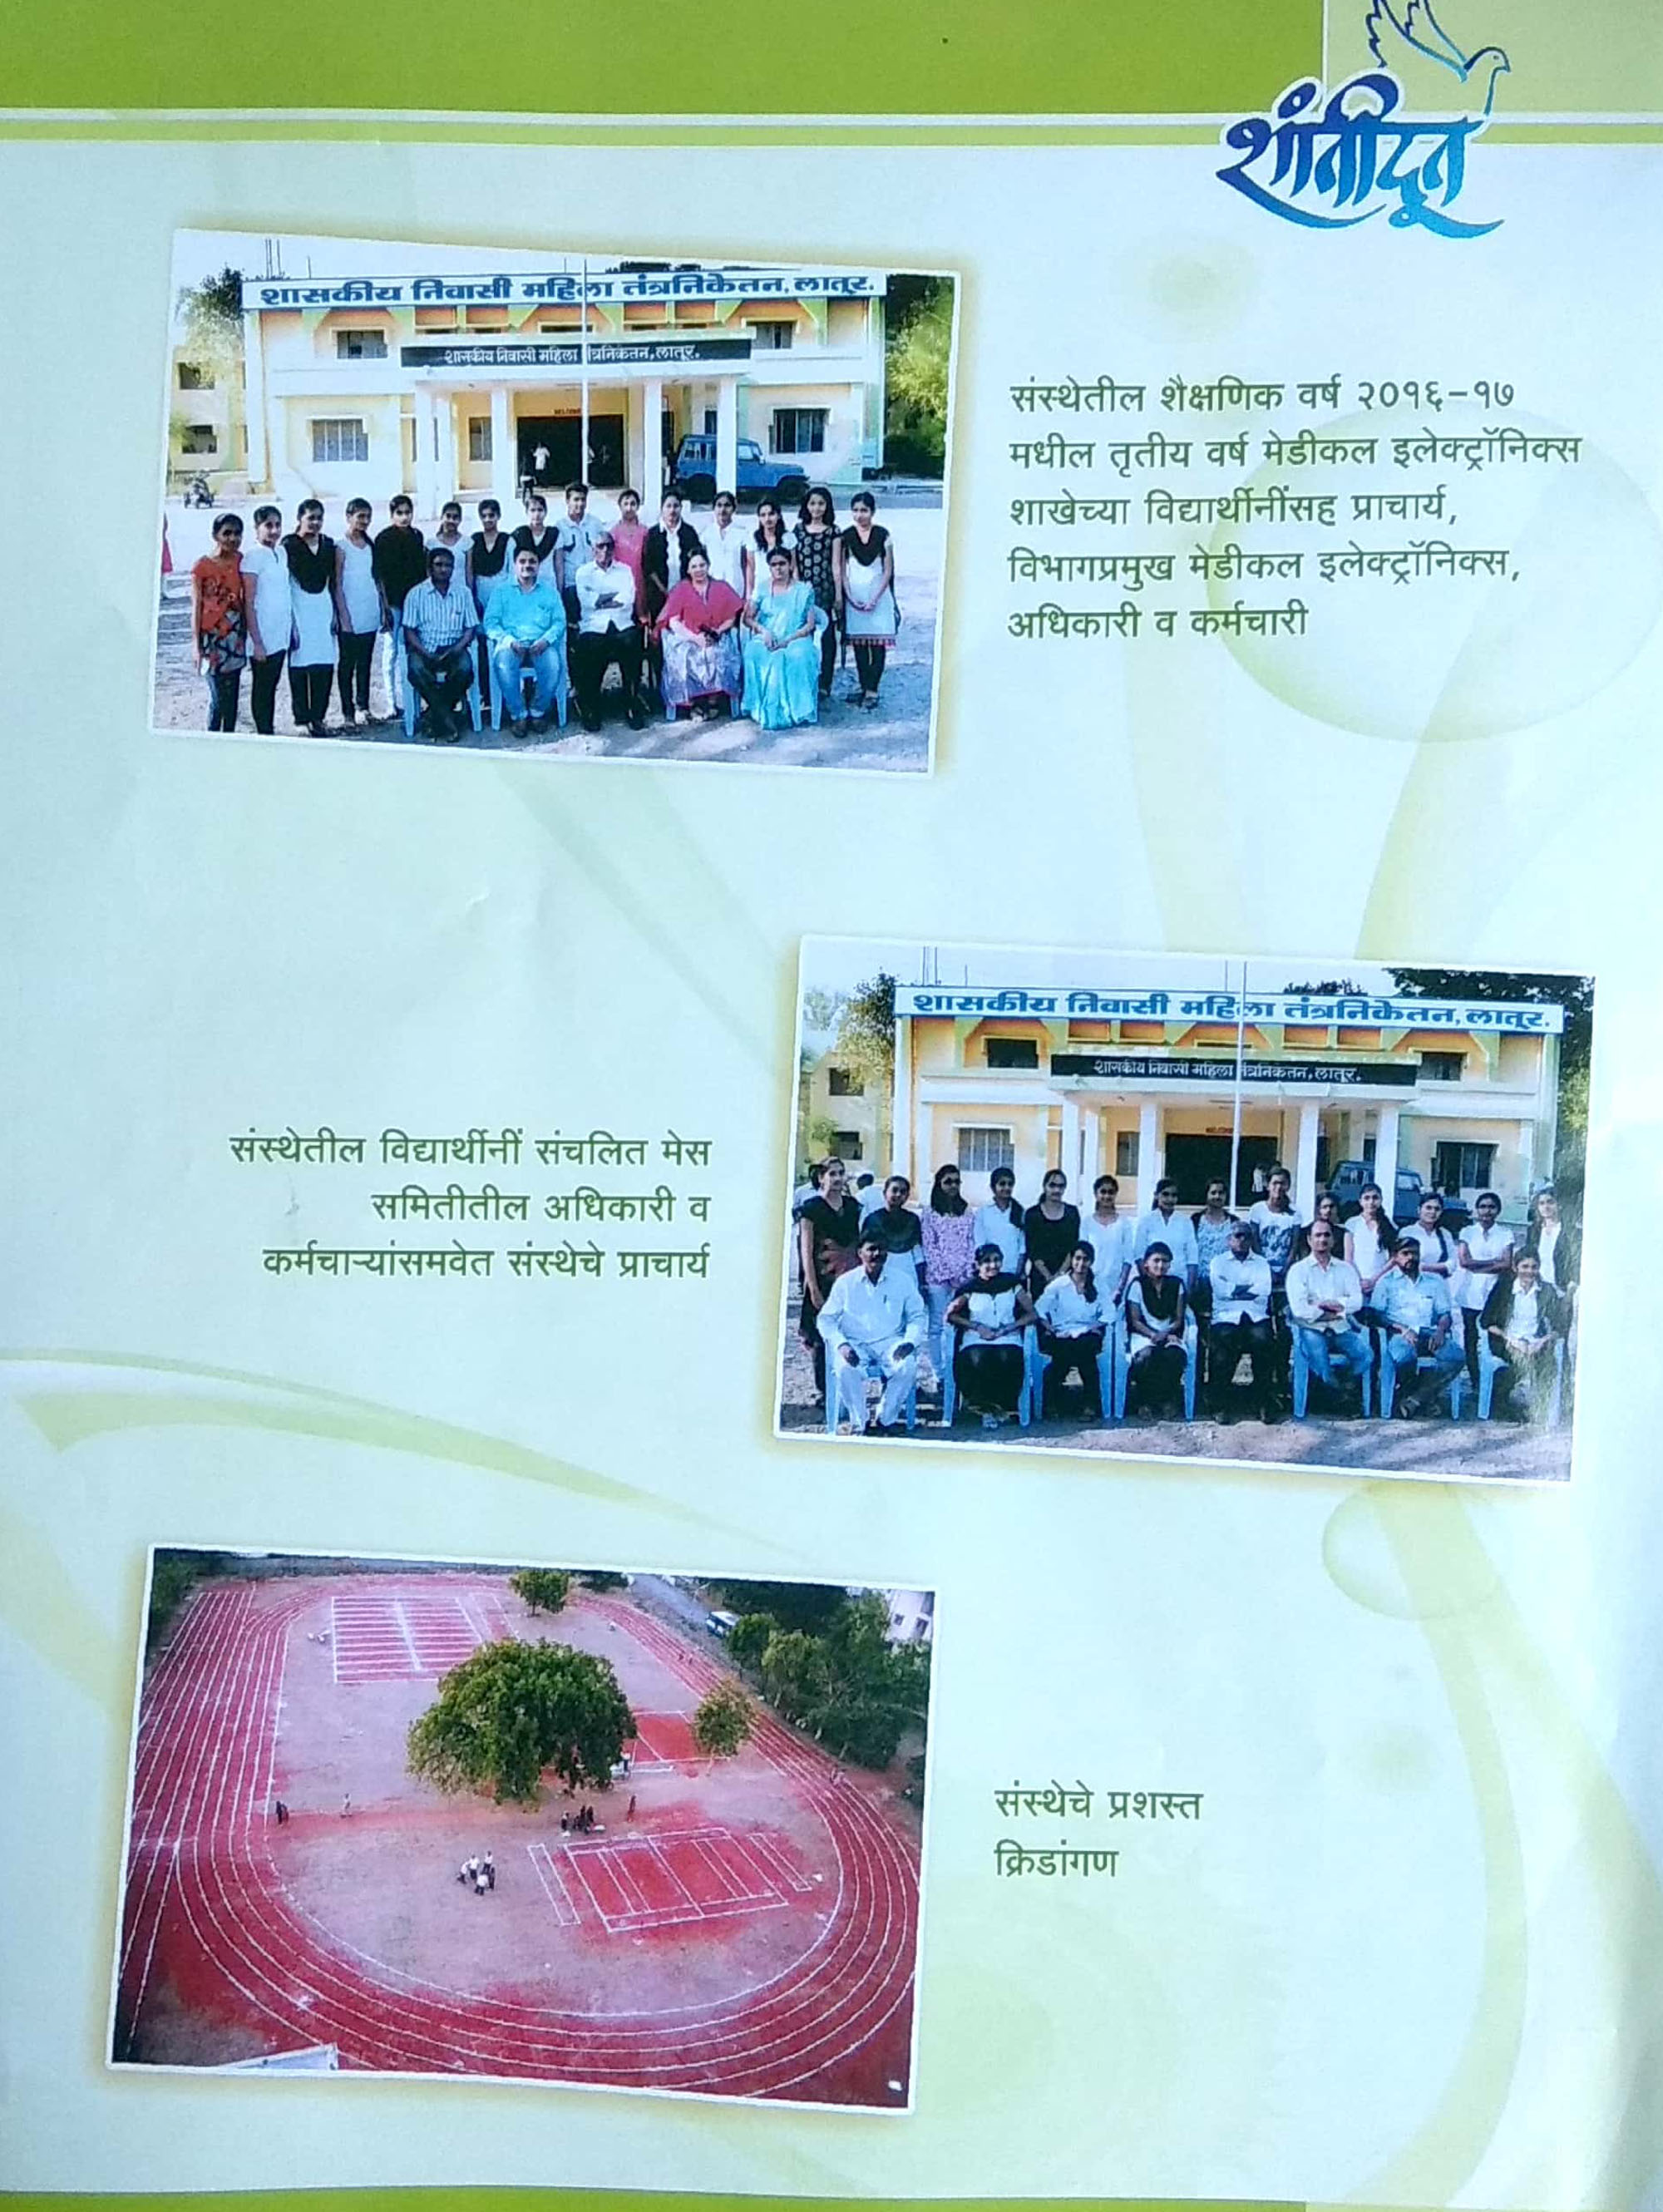 शांतीदूत
शासकीय निवासी महिला तंत्रनिकेतन, लातूर.
शासकीय निवासी महिला तंत्रनिकेतन, लातूर.
WELCOME
संस्थेतील शैक्षणिक वर्ष २०१६-१७
मधील तृतीय वर्ष मेडीकल इलेक्ट्रॉनिक्स
शाखेच्या विद्यार्थीनींसह प्राचार्य,
विभागप्रमुख मेडीकल इलेक्ट्रॉनिक्स,
अधिकारी व कर्मचारी
शासकीय निवासी महिला तंत्रनिकेतन, लातूर.
शासकीय निवासी महिला तंत्रनिकेतन, लातूर.
WELCOME
संस्थेतील विद्यार्थीनीं संचलित मेस
समितीतील अधिकारी व
कर्मचाऱ्यांसमवेत संस्थेचे प्राचार्य
संस्थेचे प्रशस्त
क्रिडांगण